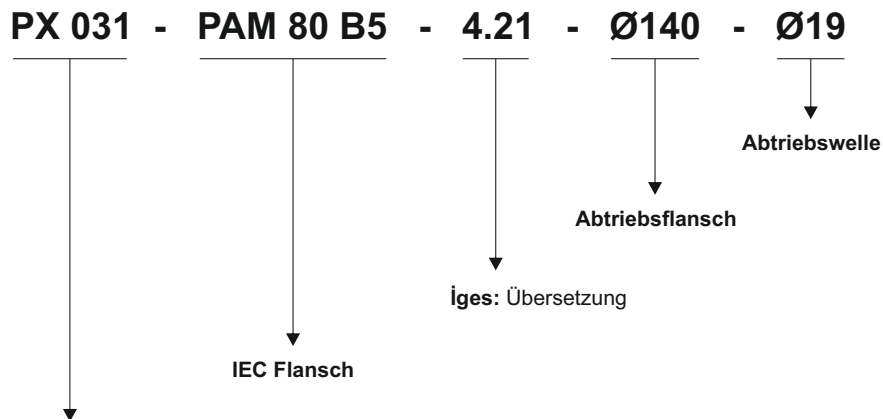 PX 031 - PAM 80 B5 - 4.21 - Ø140 - Ø19
Abtriebswelle
Abtriebsflansch
İges: Übersetzung
IEC Flansch